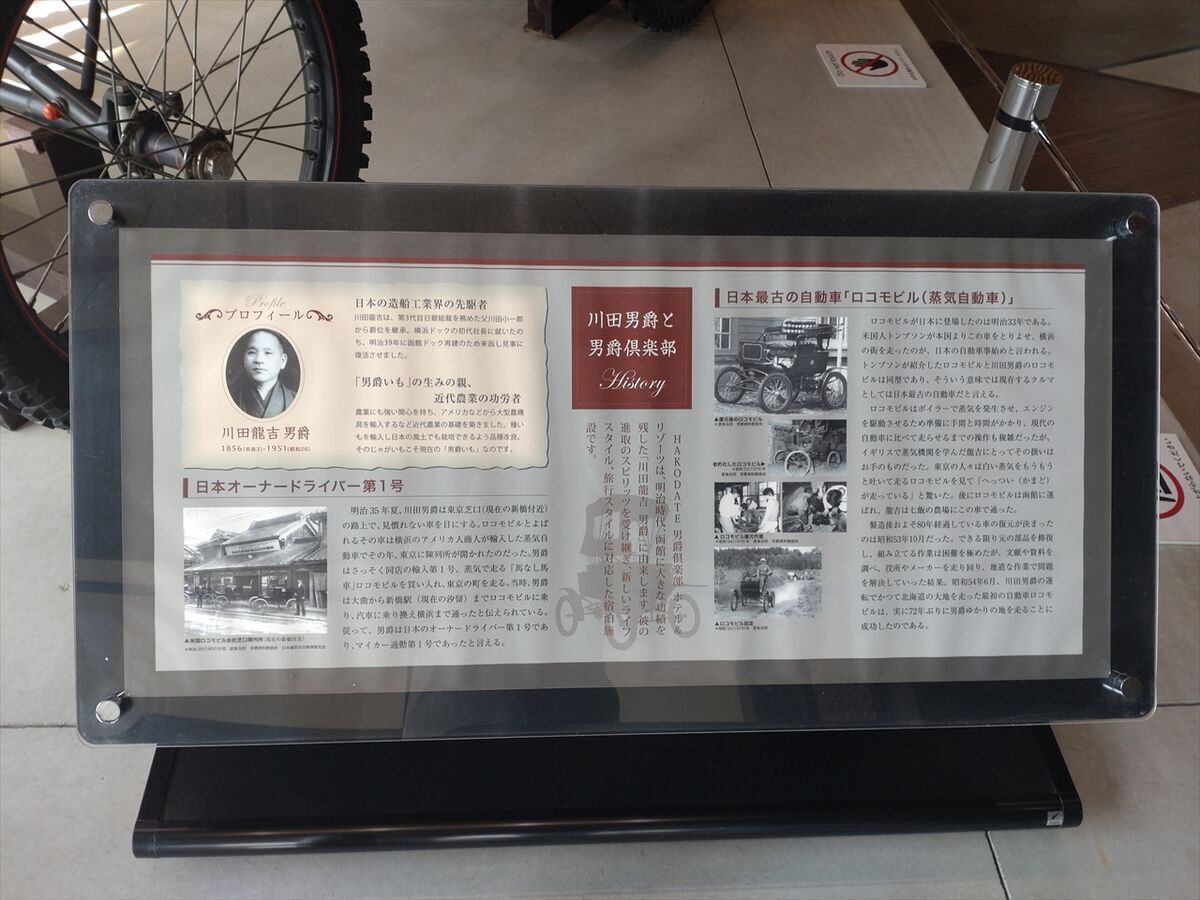 Profile
プロフィール
川田龍吉 男爵
1856(安政3)-1951(昭和26)
日本の造船工業界の先駆者
川田龍吉は、第3代目日銀総裁を務めた父川田小一郎
から爵位を継承。横浜ドックの初代社長に就いたの
ち、明治39年に函館ドック再建のため来函し見事に
復活させました。
「男爵いも」の生みの親、
近代農業の功労者
農業にも強い関心を持ち、アメリカなどから大型農機
具を輸入するなど近代農業の基礎を築きました。種い
もを輸入し日本の風土でも栽培できるよう品種改良。
そのじゃがいもこそ現在の「男爵いも」なのです。
日本オーナードライバー第1号
明治35年夏、川田男爵は東京芝口(現在の新橋付近)
の路上で、見慣れない車を目にする。ロコモビルとよば
れるその車は横浜のアメリカ人商人が輸入した蒸気自
動車でその年、東京に陳列所が開かれたのだった。男爵
はさっそく同店の輸入第1号、蒸気で走る「馬なし馬
車」ロコモビルを買い入れ、東京の町を走る。当時、男爵
は大曲から新橋駅(現在の汐留)までロコモビルに乗
り、汽車に乗り換え横浜まで通ったと伝えられている。
従って、男爵は日本のオーナードライバー第1号であ
り、マイカー通勤第1号であったと言える。
▲米国ロコモビル会社芝口陳列所(現在の新橋付近)
川田男爵と
男爵倶楽部
History
HAKODATE 男爵倶楽部 ホテル&
リゾーツは、明治時代、函館に大きな功績を
残した「川田龍吉 男爵」に由来します。彼の
進取のスピリッツを受け継ぎ、新しいライフ
スタイル、旅行スタイルに対応した宿泊施
設です。
日本最古の自動車「ロコモビル(蒸気自動車)」
▲復元後のロコモビル
老朽化したロコモビル▶
▲ロコモビル復元作業
▲ロコモビル試走
ロコモビルが日本に登場したのは明治33年である。
米国人トンプソンが本国よりこの車をとりよせ、横浜
の街を走ったのが、日本の自動車事始めと言われる。
トンプソンが紹介したロコモビルと川田男爵のロコモ
ビルは同型であり、そういう意味では現存するクルマ
としては日本最古の自動車だと言える。
ロコモビルはボイラーで蒸気を発生させ、エンジン
を駆動させるため準備に手間と時間がかかり、現代の
自動車に比べて走らせるまでの操作も複雑だったが、
イギリスで蒸気機関を学んだ龍吉にとってその扱いは
お手のものだった。東京の人々は白い蒸気をもうもう
と吐いて走るロコモビルを見て「へっつい(かまど)
が走っている」と驚いた。後にロコモビルは函館に運
ばれ、龍吉は七飯の農場にこの車で通った。
製造後およそ80年経過している車の復元が決まった
のは昭和53年10月だった。できる限り元の部品を修復
し、組み立てる作業は困難を極めたが、文献や資料を
調べ、役所やメーカーを走り回り、地道な作業で問題
を解決していった結果、昭和54年6月、川田男爵の運
転でかつて北海道の大地を走った最初の自動車ロコモ
ビルは、実に72年ぶりに男爵ゆかりの地を走ることに
成功したのである。
Do not touch